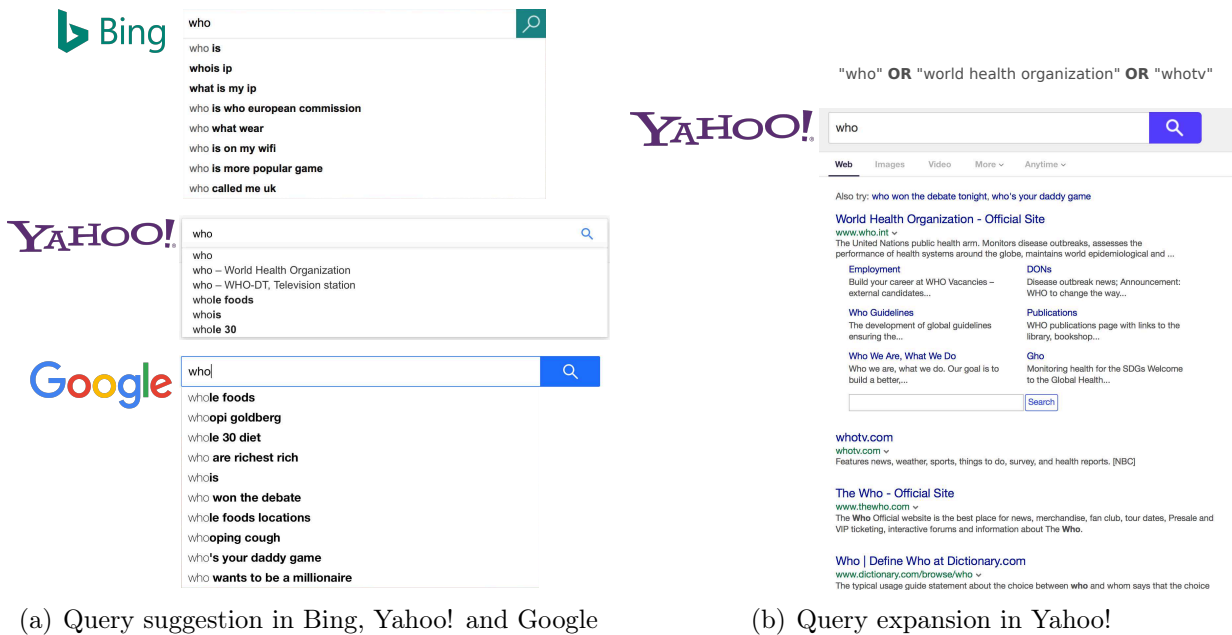 Bing
who
who is
whois ip
what is my ip
who is who european commission
who what wear
who is on my wifi
who is more popular game
who called me uk
YAHOO!
who
who
who – World Health Organization
who – WHO-DT, Television station
whole foods
whois
whole 30
Google
who
whole foods
whoopi goldberg
whole 30 diet
who are richest rich
whois
who won the debate
whole foods locations
whooping cough
who's your daddy game
who wants to be a millionaire
(a) Query suggestion in Bing, Yahoo! and Google
"who" OR "world health organization" OR "whotv"
YAHOO!
who
Web Images Video More Anytime
Also try: who won the debate tonight, who's your daddy game
World Health Organization - Official Site
www.who.int
The United Nations public health arm. Monitors disease outbreaks, assesses the
performance of health systems around the globe, maintains world epidemiological and ...
Employment
Build your career at WHO Vacancies –
external candidates...
DONs
Disease outbreak news; Announcement:
WHO to change the way...
Who Guidelines
The development of global guidelines
ensuring the...
Publications
WHO publications page with links to the
library, bookshop...
Who We Are, What We Do
Who we are, what we do. Our goal is to
build a better,...
Gho
Monitoring health for the SDGs Welcome
to the Global Health...
Search
whotv.com
whotv.com
Features news, weather, sports, things to do, survey, and health reports. [NBC]
The Who - Official Site
www.thewho.com
The Who Official website is the best place for news, merchandise, fan club, tour dates, Presale and
VIP ticketing, interactive forums and information about The Who.
Who | Define Who at Dictionary.com
www.dictionary.com/browse/who
The typical usage guide statement about the choice between who and whom says that the choice
(b) Query expansion in Yahoo!